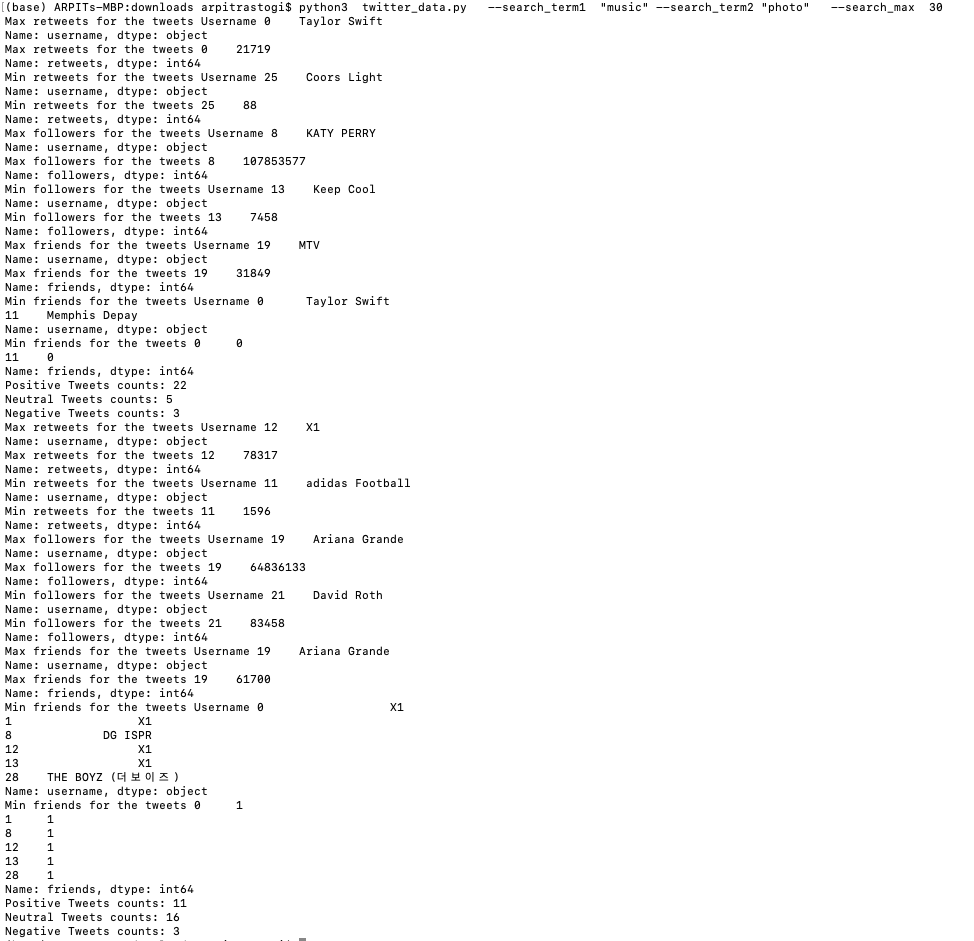 (base) ARPITs-MBP:downloads arpitrastogi$ python3  twitter_data.py   --search_term1  "music" --search_term2 "photo"   --search_max  30
Max retweets for the tweets Username 0    Taylor Swift
Name: username, dtype: object
Max retweets for the tweets 0    21719
Name: retweets, dtype: int64
Min retweets for the tweets Username 25    Coors Light
Name: username, dtype: object
Min retweets for the tweets 25    88
Name: retweets, dtype: int64
Max followers for the tweets Username 8    KATY PERRY
Name: username, dtype: object
Max followers for the tweets 8    107853577
Name: followers, dtype: int64
Min followers for the tweets Username 13    Keep Cool
Name: username, dtype: object
Min followers for the tweets 13    7458
Name: followers, dtype: int64
Max friends for the tweets Username 19    MTV
Name: username, dtype: object
Max friends for the tweets 19    31849
Name: friends, dtype: int64
Min friends for the tweets Username 0      Taylor Swift
11    Memphis Depay
Name: username, dtype: object
Min friends for the tweets 0     0
11    0
Name: friends, dtype: int64
Positive Tweets counts: 22
Neutral Tweets counts: 5
Negative Tweets counts: 3
Max retweets for the tweets Username 12    X1
Name: username, dtype: object
Max retweets for the tweets 12    78317
Name: retweets, dtype: int64
Min retweets for the tweets Username 11    adidas Football
Name: username, dtype: object
Min retweets for the tweets 11    1596
Name: retweets, dtype: int64
Max followers for the tweets Username 19    Ariana Grande
Name: username, dtype: object
Max followers for the tweets 19    64836133
Name: followers, dtype: int64
Min followers for the tweets Username 21    David Roth
Name: username, dtype: object
Min followers for the tweets 21    83458
Name: followers, dtype: int64
Max friends for the tweets Username 19    Ariana Grande
Name: username, dtype: object
Max friends for the tweets 19    61700
Name: friends, dtype: int64
Min friends for the tweets Username 0                  X1
1                  X1
8             DG ISPR
12                 X1
13                 X1
28    THE BOYZ (더보이즈)
Name: username, dtype: object
Min friends for the tweets 0     1
1     1
8     1
12    1
13    1
28    1
Name: friends, dtype: int64
Positive Tweets counts: 11
Neutral Tweets counts: 16
Negative Tweets counts: 3